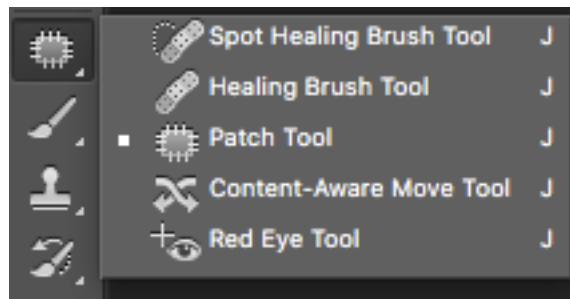 Spot Healing Brush Tool J
Healing Brush Tool J
Patch Tool J
Content-Aware Move Tool J
Red Eye Tool J